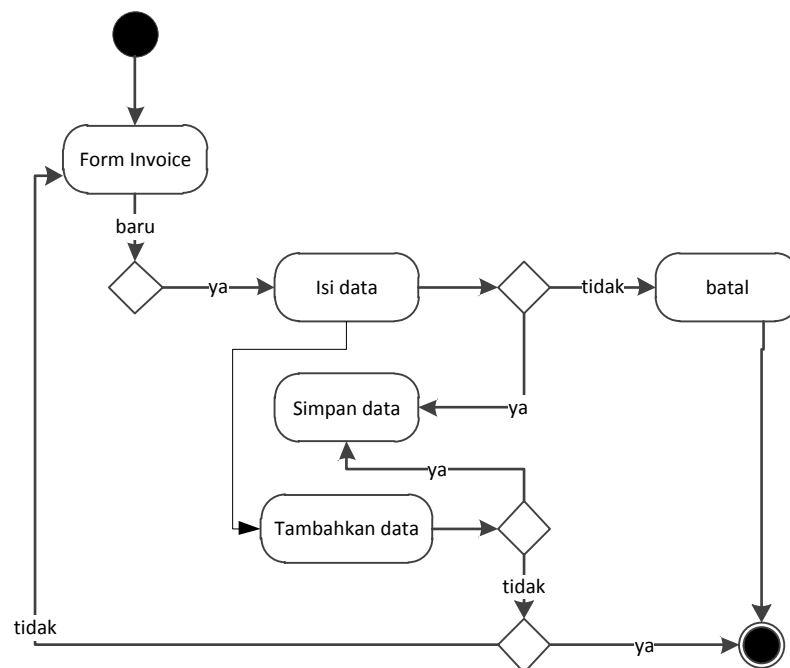 Form Invoice
baru
ya
Isi data
tidak
batal
Simpan data
ya
ya
Tambahkan data
tidak
tidak
ya